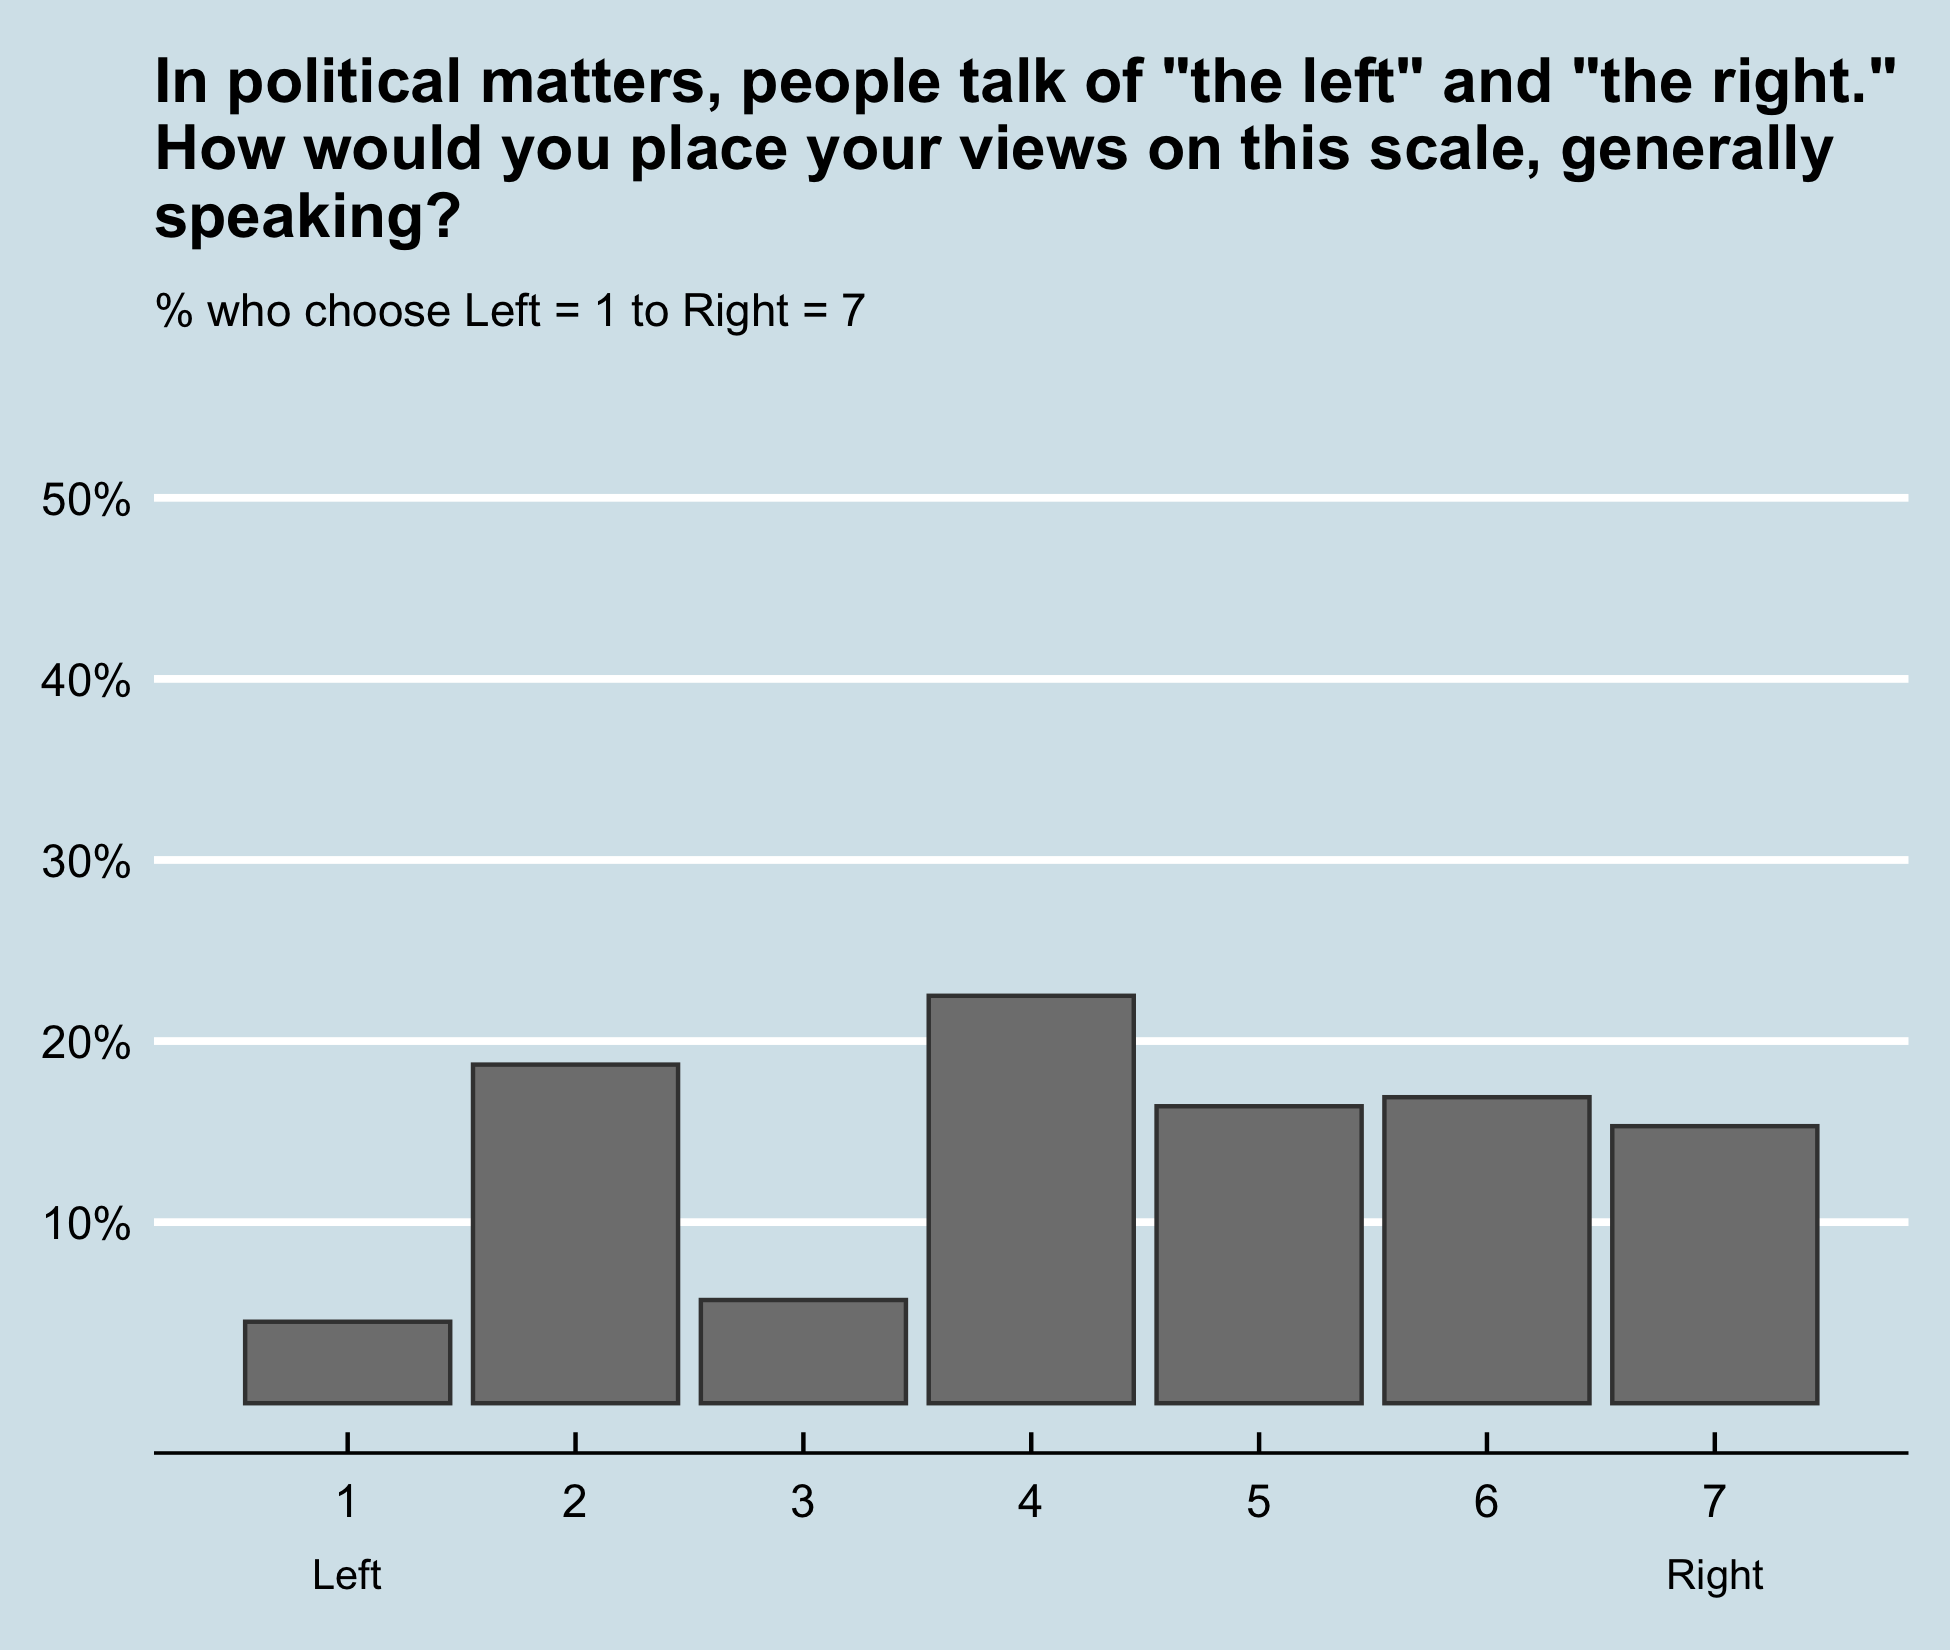 In political matters, people talk of "the left" and "the right."
How would you place your views on this scale, generally
speaking?
% who choose Left = 1 to Right = 7
50%
40%
30%
20%
10%
1 2 3 4 5 6 7
Left Right